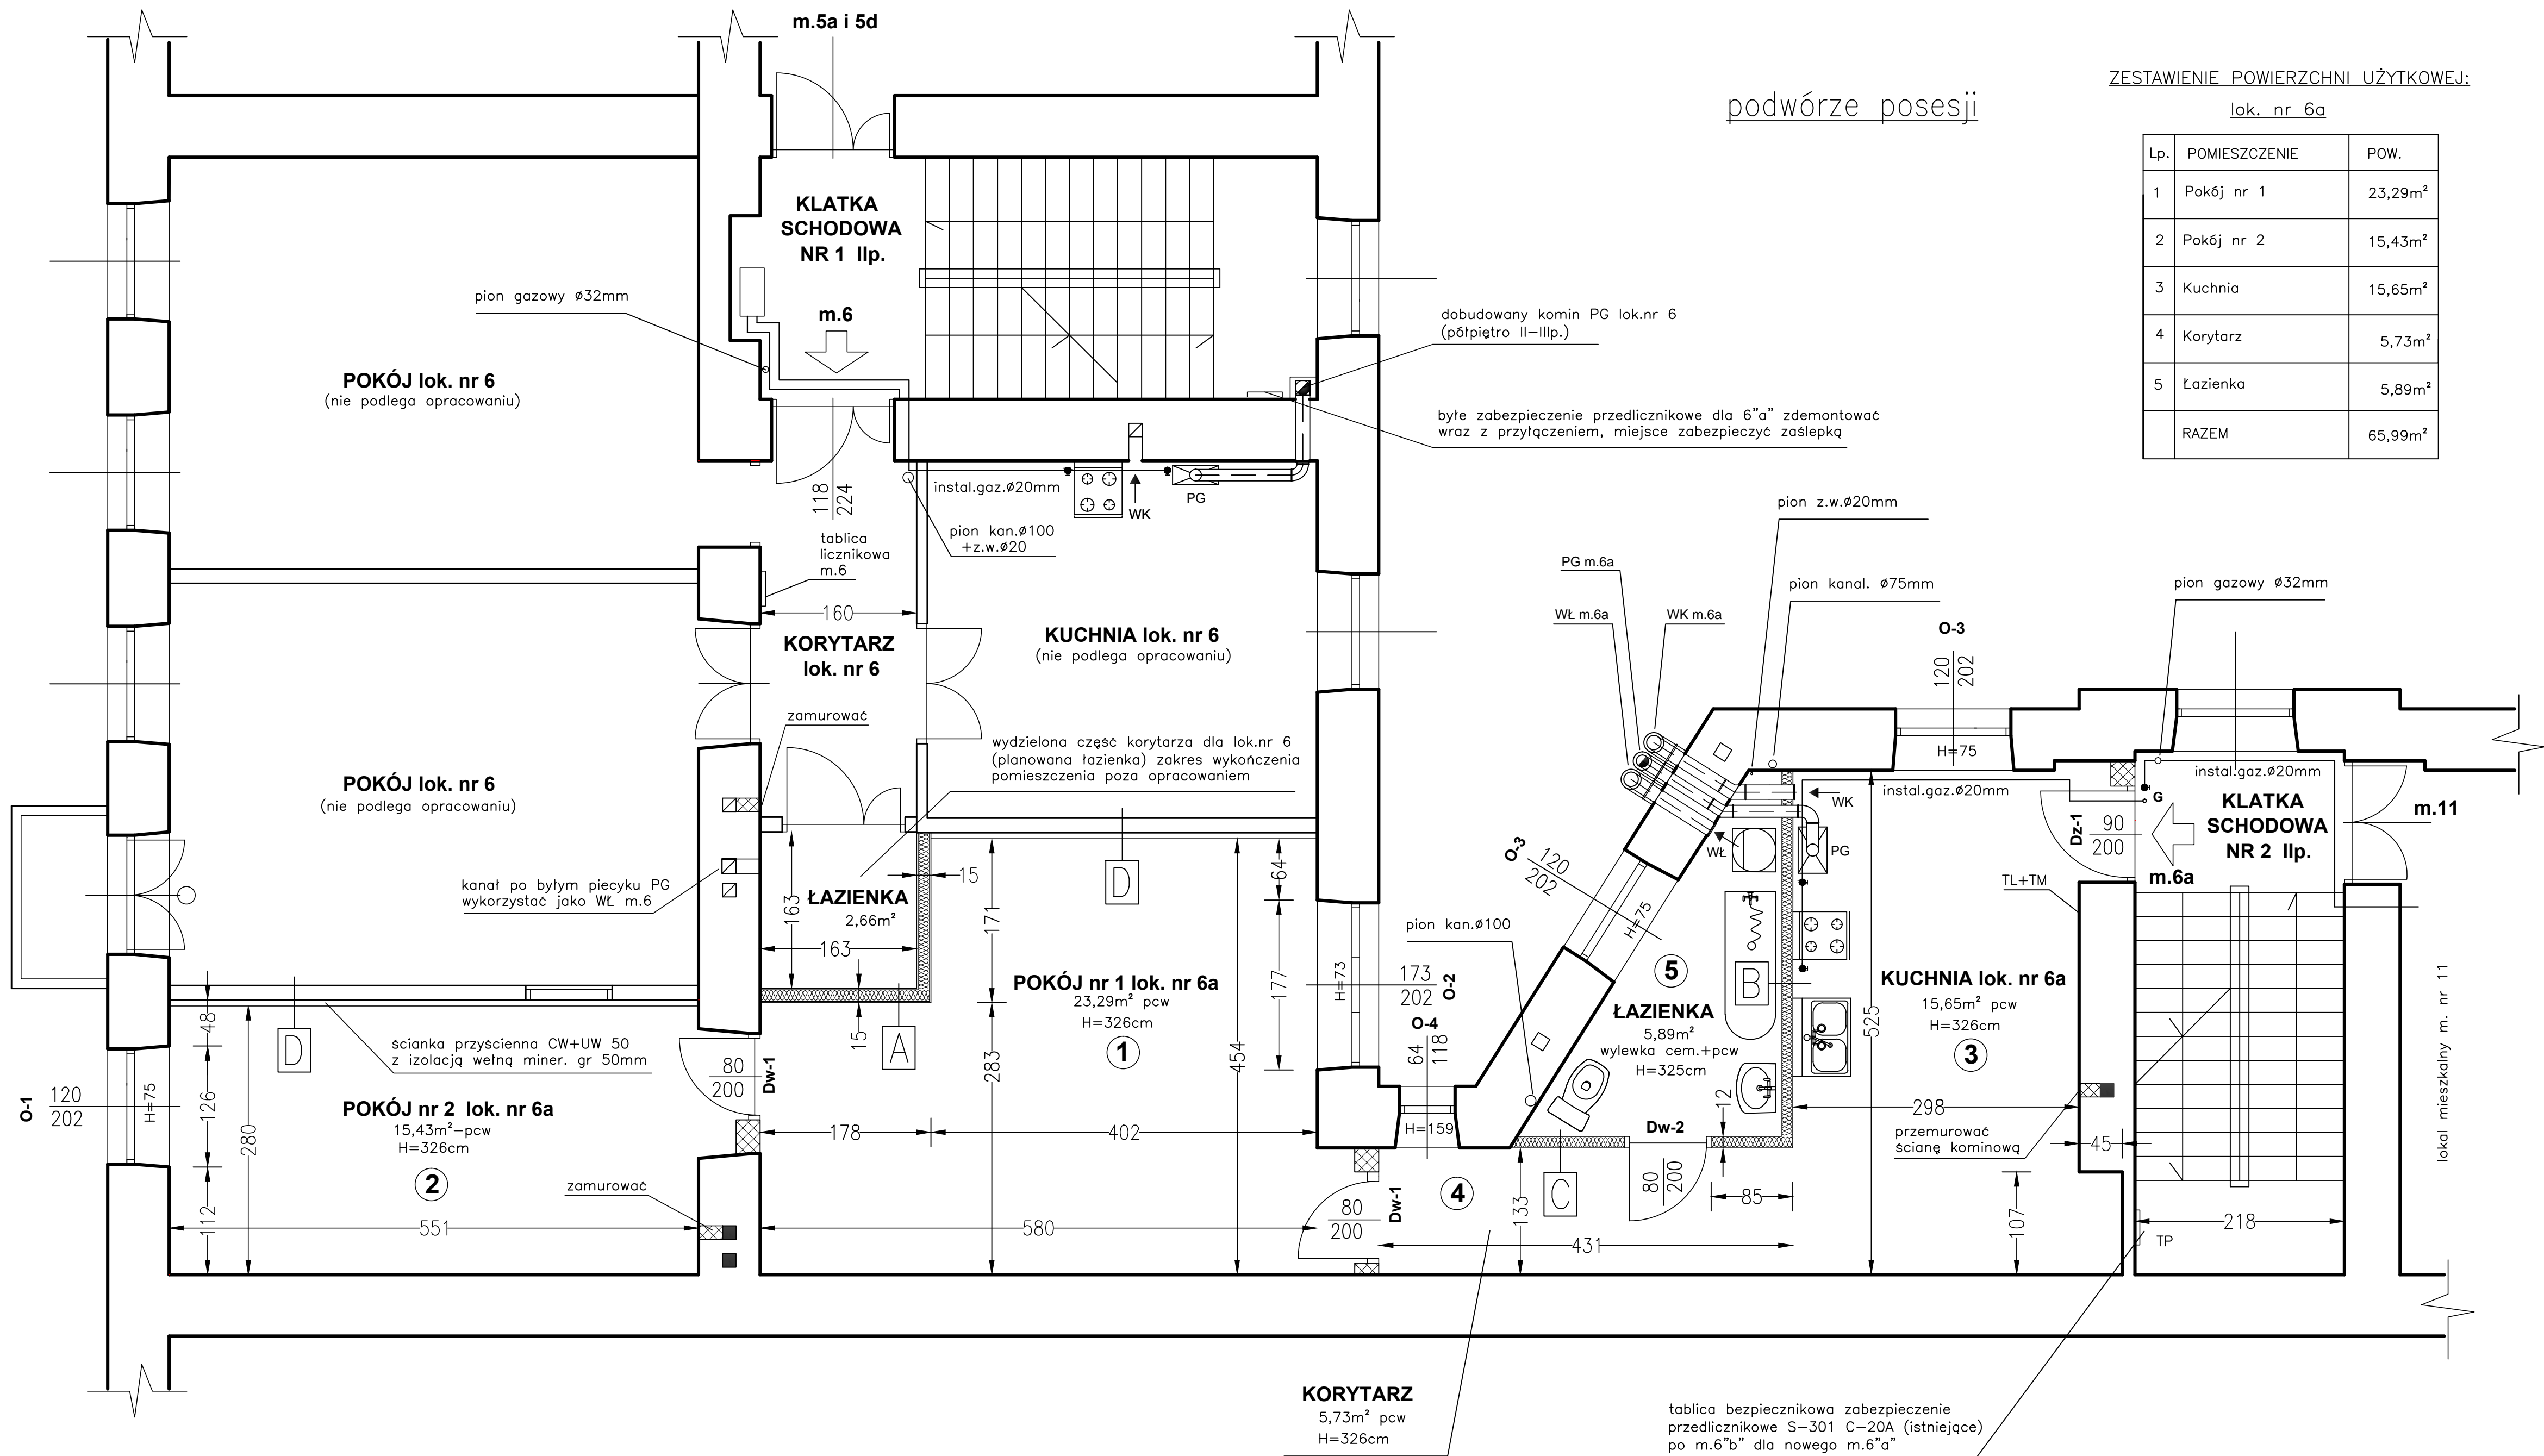 m.5a i 5d
podwórze posesji
ZESTAWIENIE POWIERZCHNI UŻYTKOWEJ:
lok. nr 6a
Lp. POMIESZCZENIE POW.
1 Pokój nr 1 23,29m²
2 Pokój nr 2 15,43m²
3 Kuchnia 15,65m²
4 Korytarz 5,73m²
5 Łazienka 5,89m²
RAZEM 65,99m²
KLATKA
SCHODOWA
NR 1 IIp.
m.6
pion gazowy ø32mm
dobudowany komin PG lok.nr 6
(półpiętro II-IIIp.)
byłe zabezpieczenie przedlicznikowe dla 6"a" zdemontować
wraz z przyłączeniem, miejsce zabezpieczyć zaślepką
POKÓJ lok. nr 6
(nie podlega opracowaniu)
118
224
instal.gaz.ø20mm
WK
PG
pion kan.ø100
+z.w.ø20
tablica
licznikowa
m.6
160
KORYTARZ
lok. nr 6
KUCHNIA lok. nr 6
(nie podlega opracowaniu)
zamurować
wydzielona część korytarza dla lok.nr 6
(planowana łazienka) zakres wykończenia
pomieszczenia poza opracowaniem
POKÓJ lok. nr 6
(nie podlega opracowaniu)
kanał po byłym piecyku PG
wykorzystać jako WŁ m.6
ŁAZIENKA
2,66m²
163
163
15
15
171
283
D
A
64
177
454
H=73
173
202
O-2
POKÓJ nr 1 lok. nr 6a
23,29m² pcw
H=326cm
1
178
402
580
80
200
Dw-1
D
ścianka przyścienna CW+UW 50
z izolacją wełną miner. gr 50mm
O-1
120
202
H=75
48
126
112
280
POKÓJ nr 2 lok. nr 6a
15,43m²-pcw
H=326cm
2
551
zamurować
pion z.w.ø20mm
PG m.6a
WŁ m.6a
WK m.6a
pion kanal. ø75mm
O-3
120
202
H=75
pion gazowy ø32mm
instal.gaz.ø20mm
instal.gaz.ø20mm
G
WK
WŁ
PG
O-3
120
202
H=75
pion kan.ø100
O-4
64
118
H=159
5
ŁAZIENKA
5,89m²
wylewka cem.+pcw
H=325cm
B
12
Dw-2
80
200
C
85
4
133
431
80
200
Dw-1
KUCHNIA lok. nr 6a
15,65m² pcw
H=326cm
3
525
298
przemurować
ścianę kominową
45
107
TL+TM
Dz-1
90
200
m.6a
KLATKA
SCHODOWA
NR 2 IIp.
m.11
lokal mieszkalny m. nr 11
218
TP
KORYTARZ
5,73m² pcw
H=326cm
tablica bezpiecznikowa zabezpieczenie
przedlicznikowe S-301 C-20A (istniejące)
po m.6"b" dla nowego m.6"a"